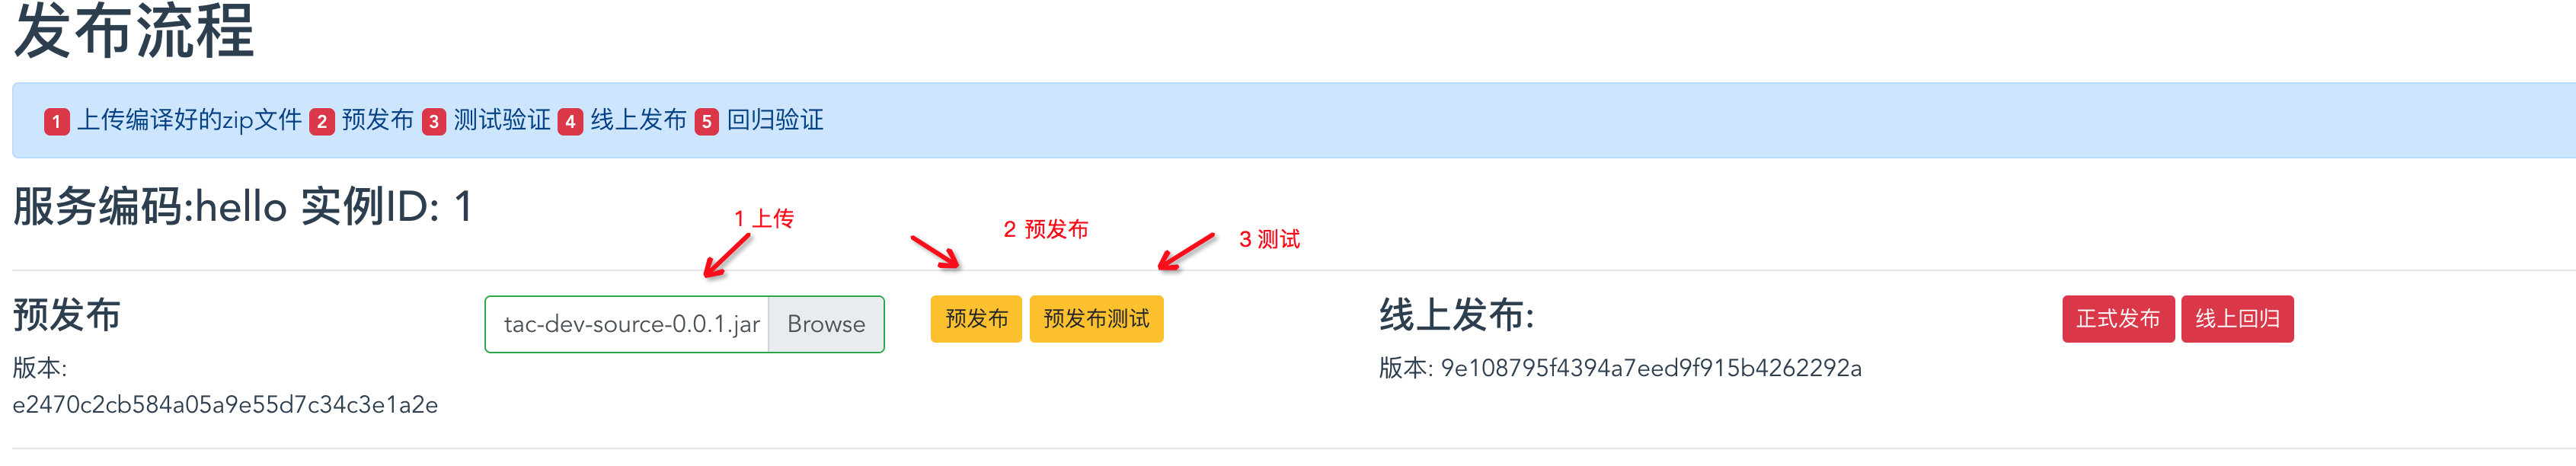 发布流程
1 上传编译好的zip文件 2 预发布 3 测试验证 4 线上发布 5 回归验证
服务编码:hello 实例ID: 1
1 上传
2 预发布
3 测试
预发布
tac-dev-source-0.0.1.jar Browse
预发布 预发布测试
线上发布:
正式发布 线上回归
版本:
e2470c2cb584a05a9e55d7c34c3e1a2e
版本: 9e108795f4394a7eed9f915b4262292a